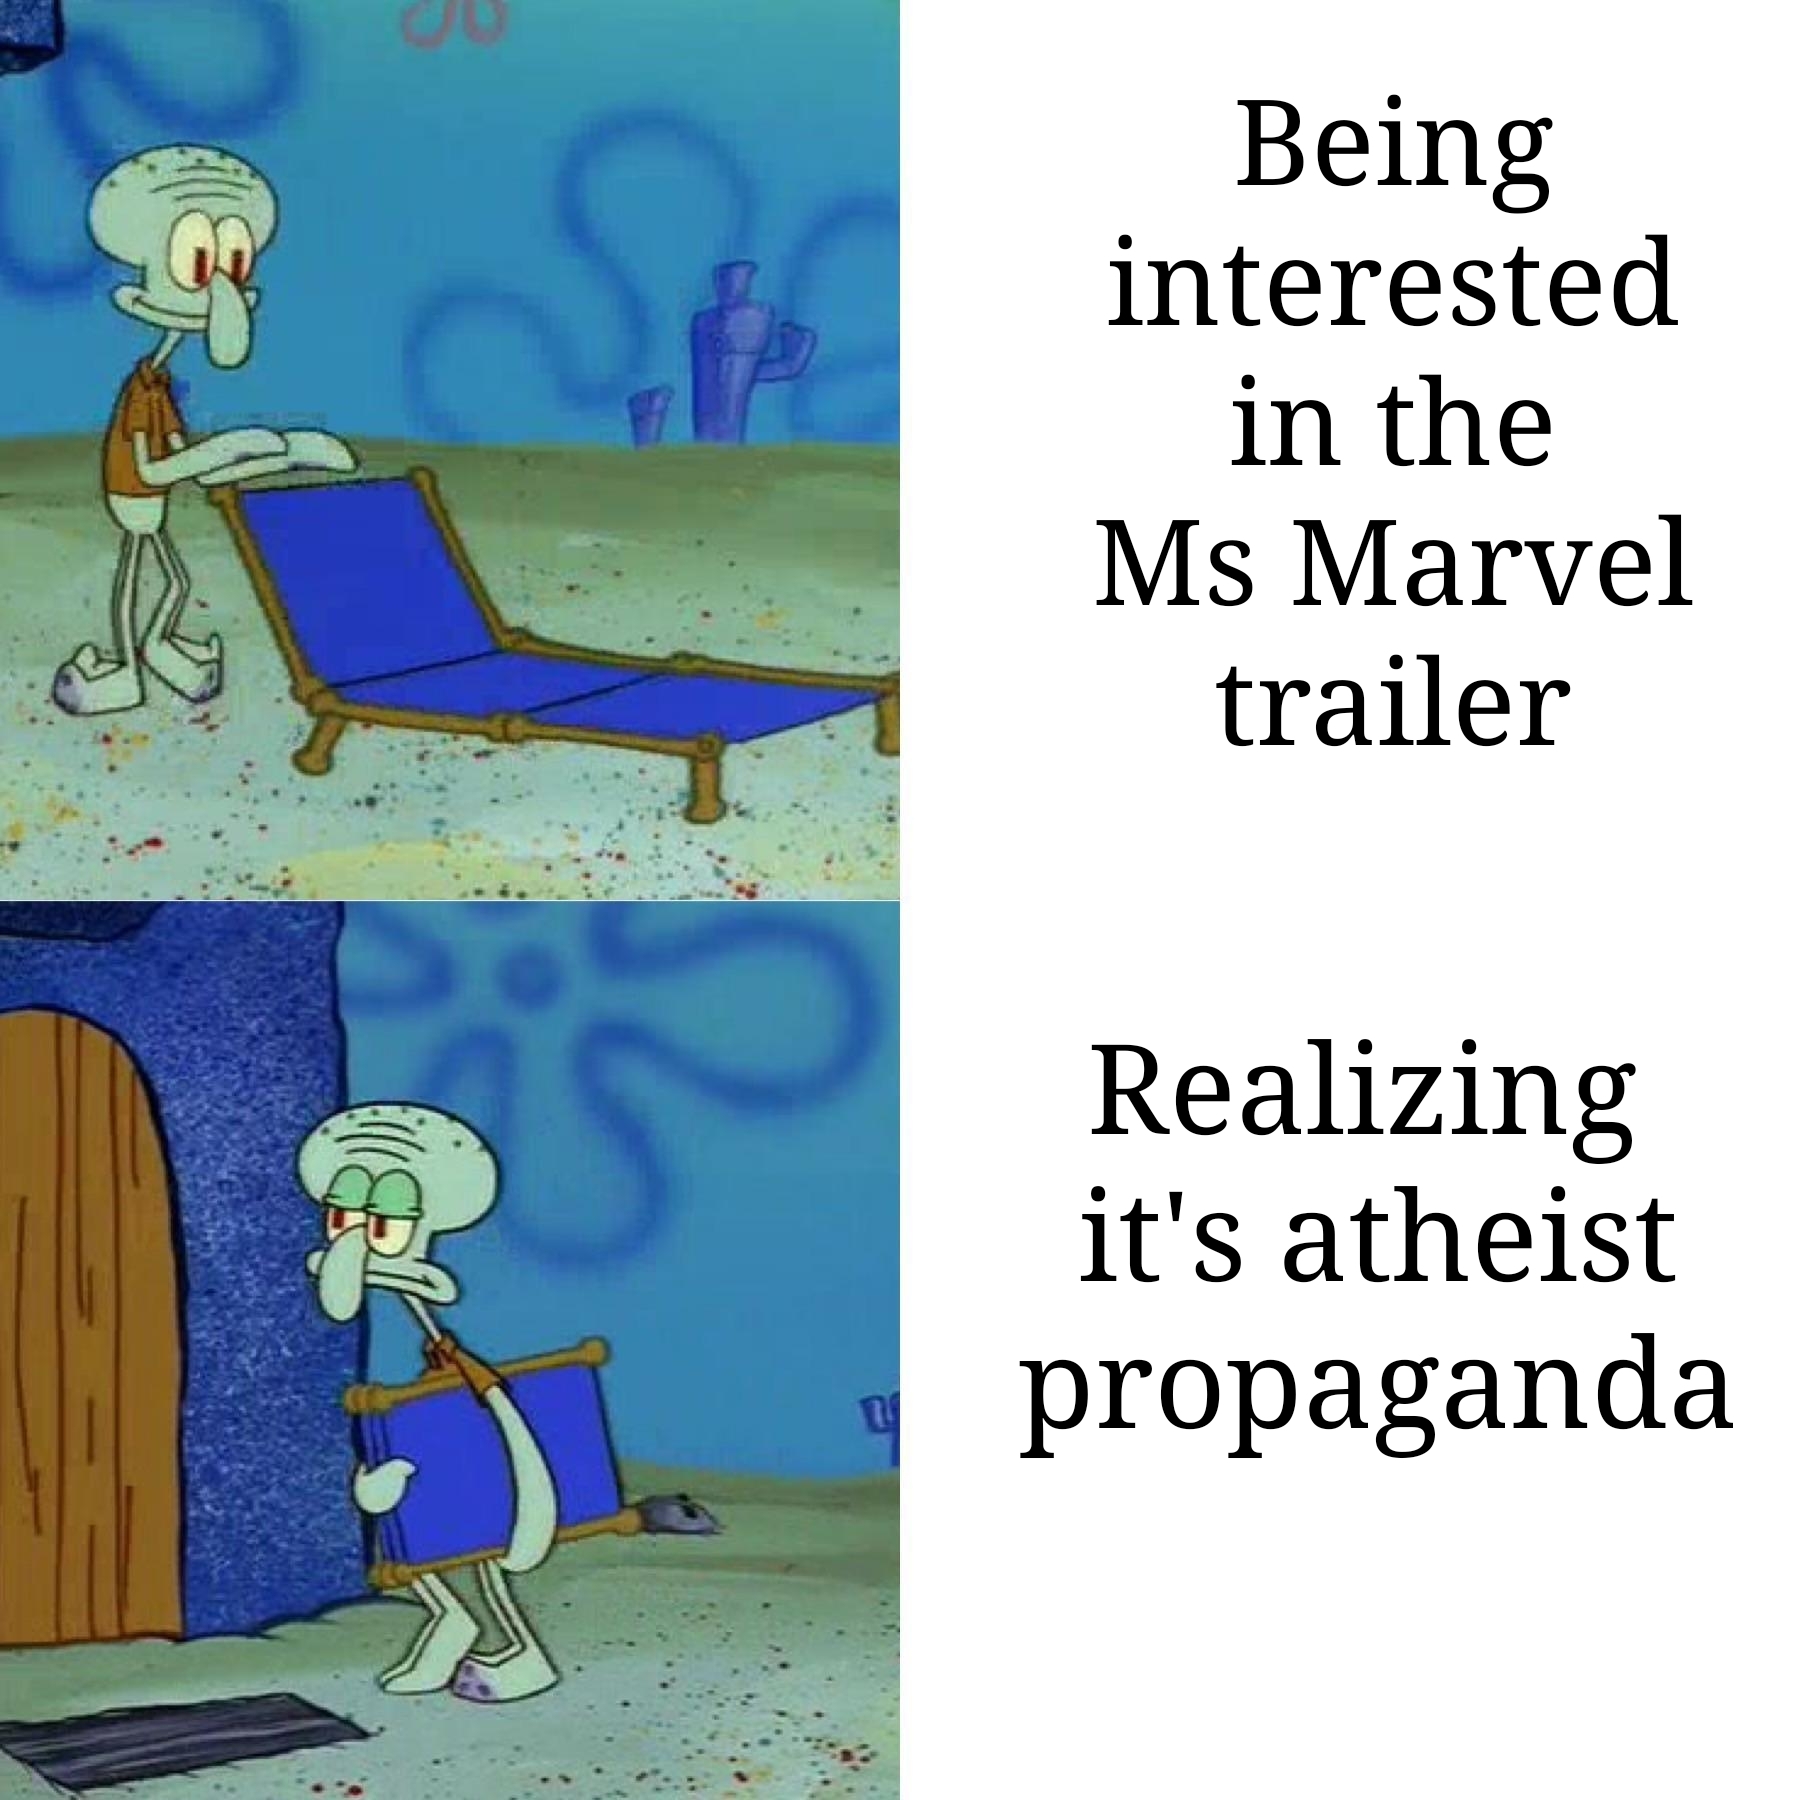 Being
interested
in the
Ms Marvel
trailer
Realizing
it's atheist
propaganda